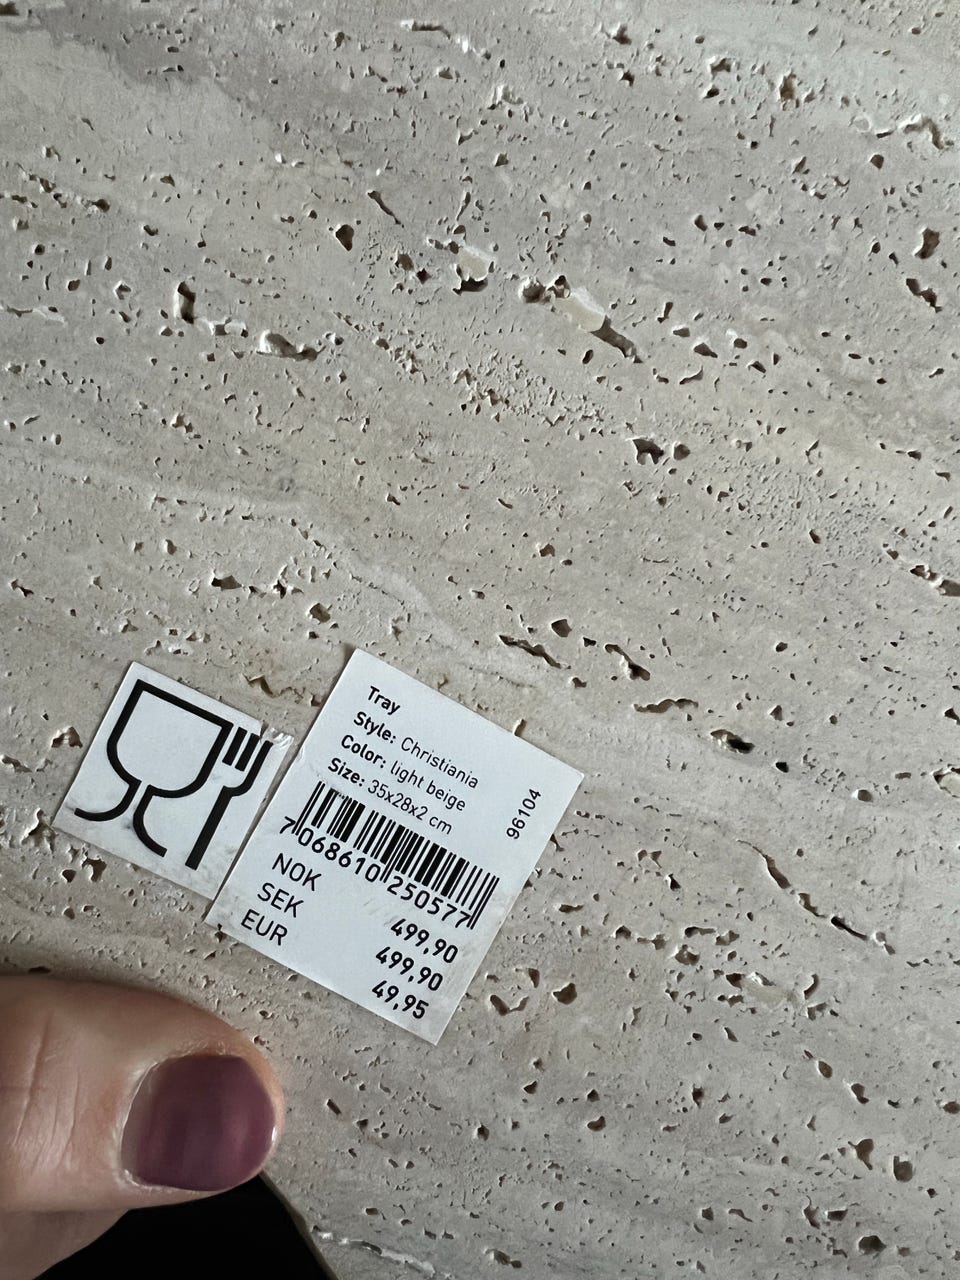 Tray
Style: Christiania
Color: light beige
Size: 35x28x2 cm
96104
7 068610 250577
NOK 499,90
SEK 499,90
EUR 49,95